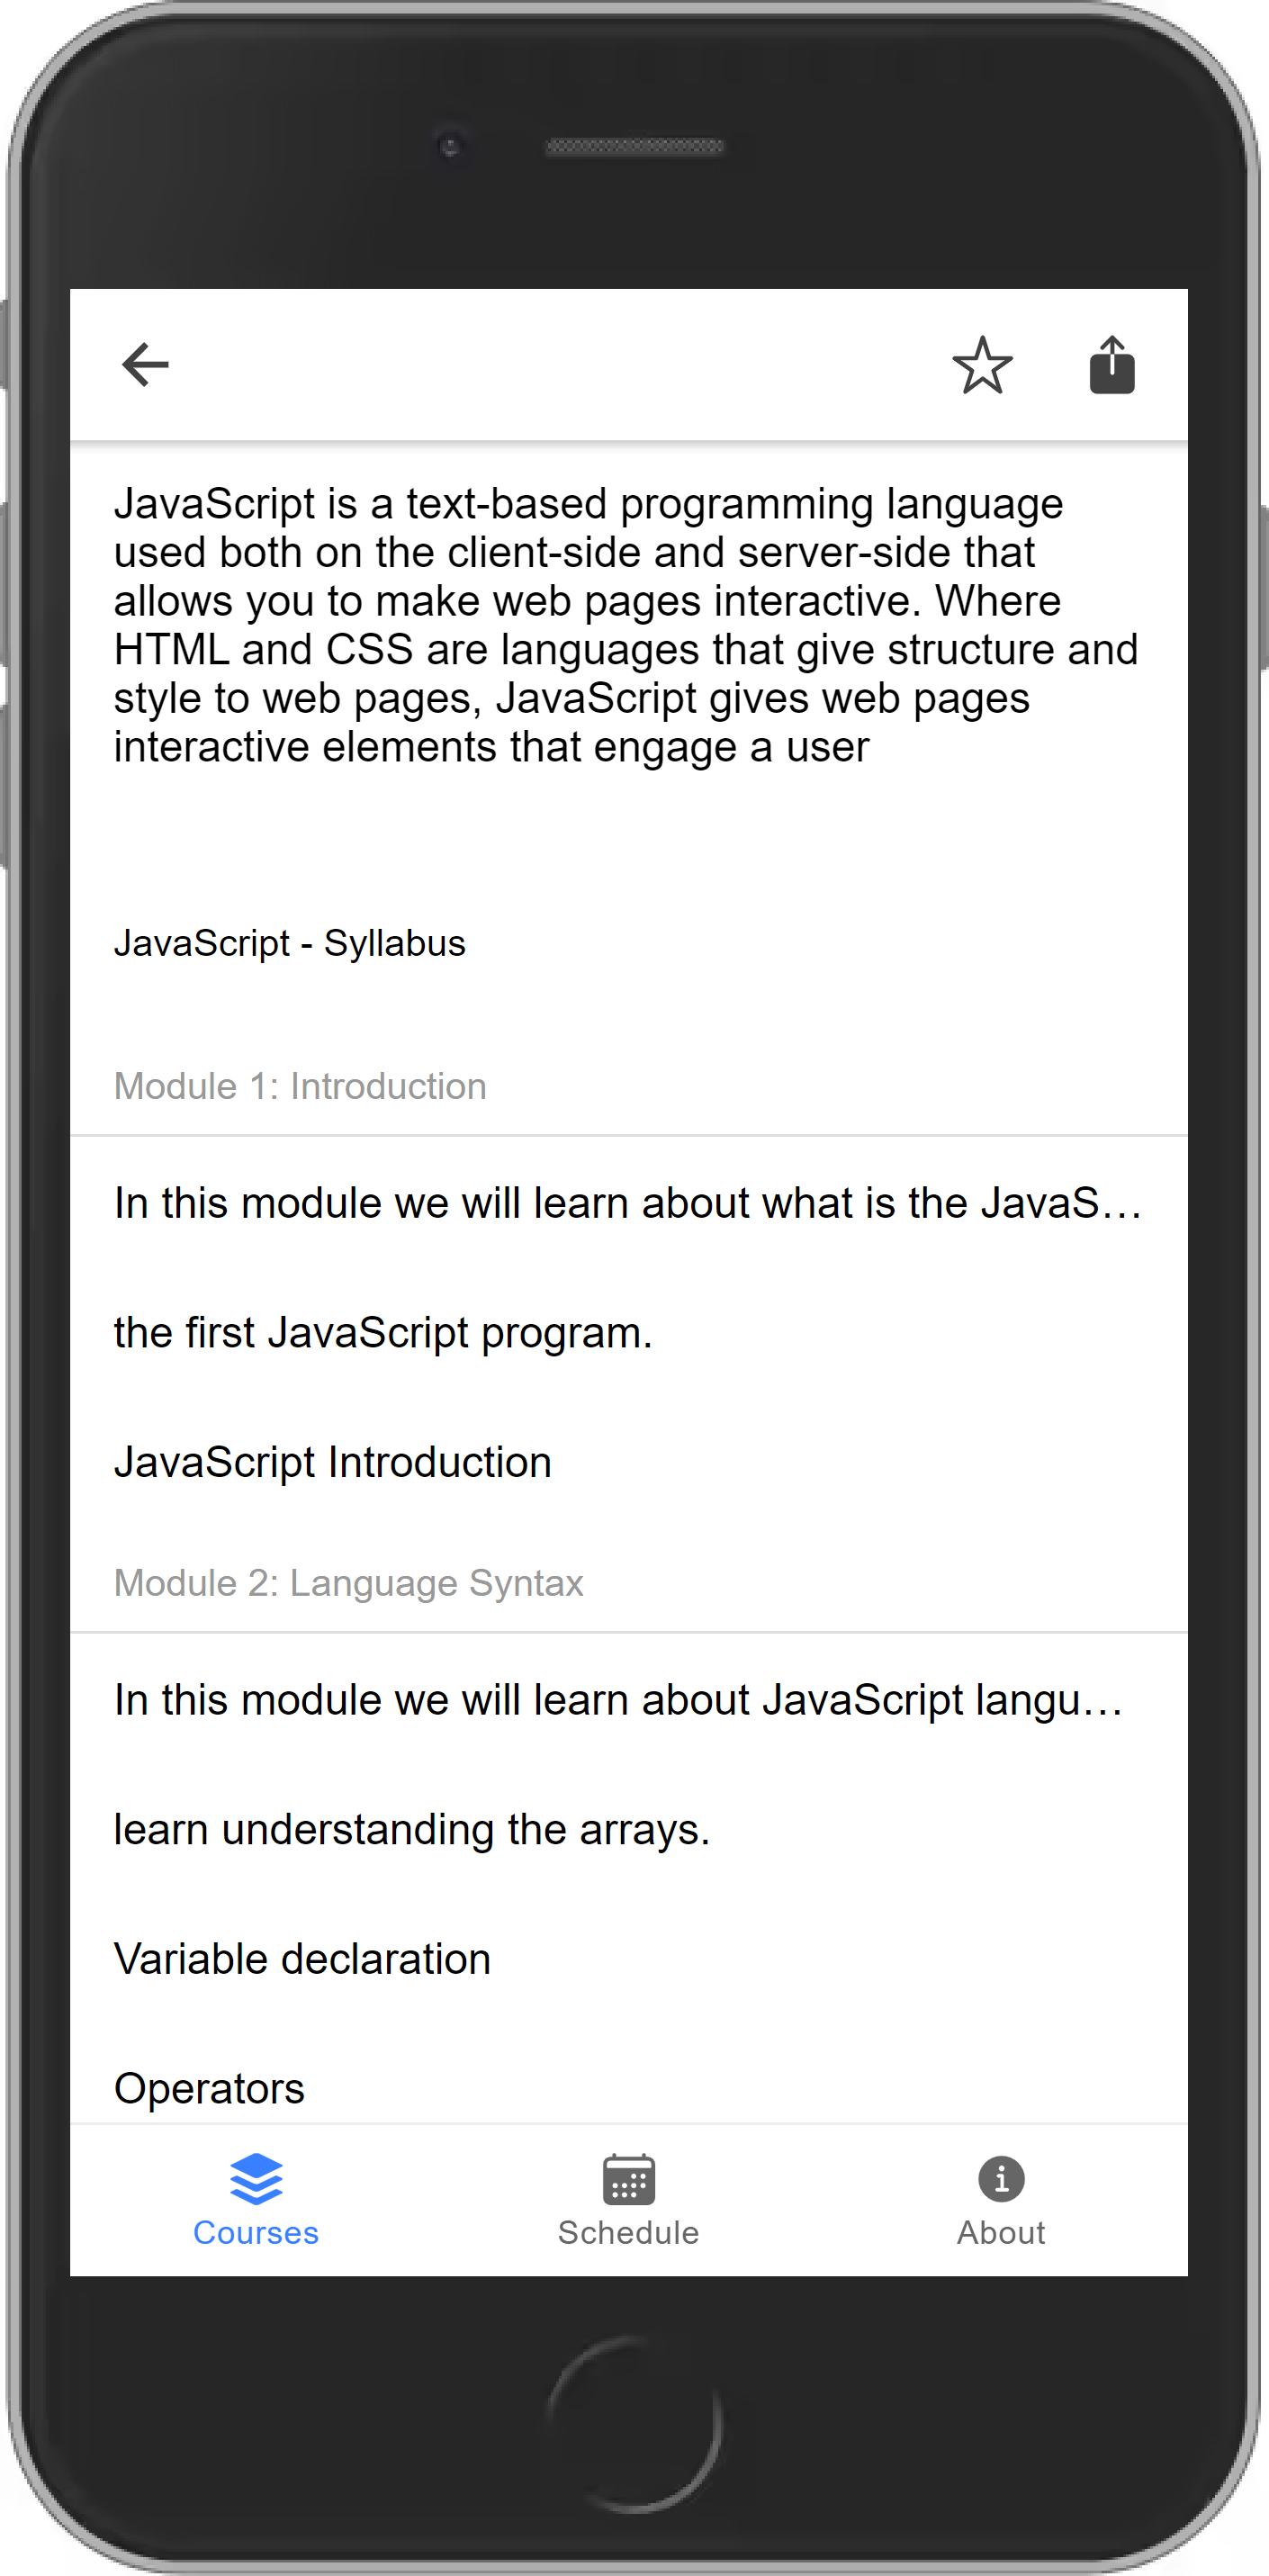 JavaScript is a text-based programming language
used both on the client-side and server-side that
allows you to make web pages interactive. Where
HTML and CSS are languages that give structure and
style to web pages, JavaScript gives web pages
interactive elements that engage a user
JavaScript - Syllabus
Module 1: Introduction
In this module we will learn about what is the JavaS...
the first JavaScript program.
JavaScript Introduction
Module 2: Language Syntax
In this module we will learn about JavaScript langu...
learn understanding the arrays.
Variable declaration
Operators
Courses Schedule About